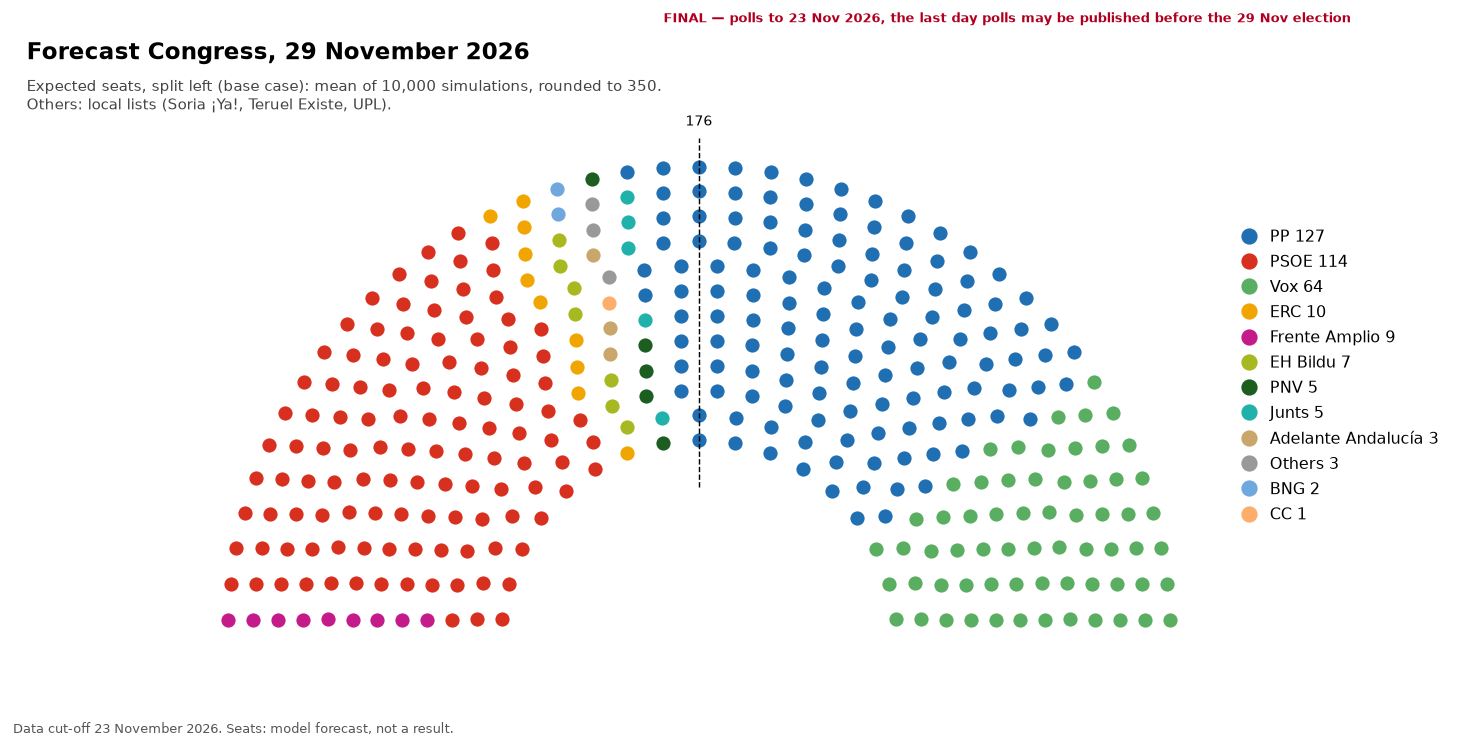 FINAL — polls to 23 Nov 2026, the last day polls may be published before the 29 Nov election
Forecast Congress, 29 November 2026
Expected seats, split left (base case): mean of 10,000 simulations, rounded to 350.
Others: local lists (Soria ¡Ya!, Teruel Existe, UPL).
176
PP 127
PSOE 114
Vox 64
ERC 10
Frente Amplio 9
EH Bildu 7
PNV 5
Junts 5
Adelante Andalucía 3
Others 3
BNG 2
CC 1
Data cut-off 23 November 2026. Seats: model forecast, not a result.